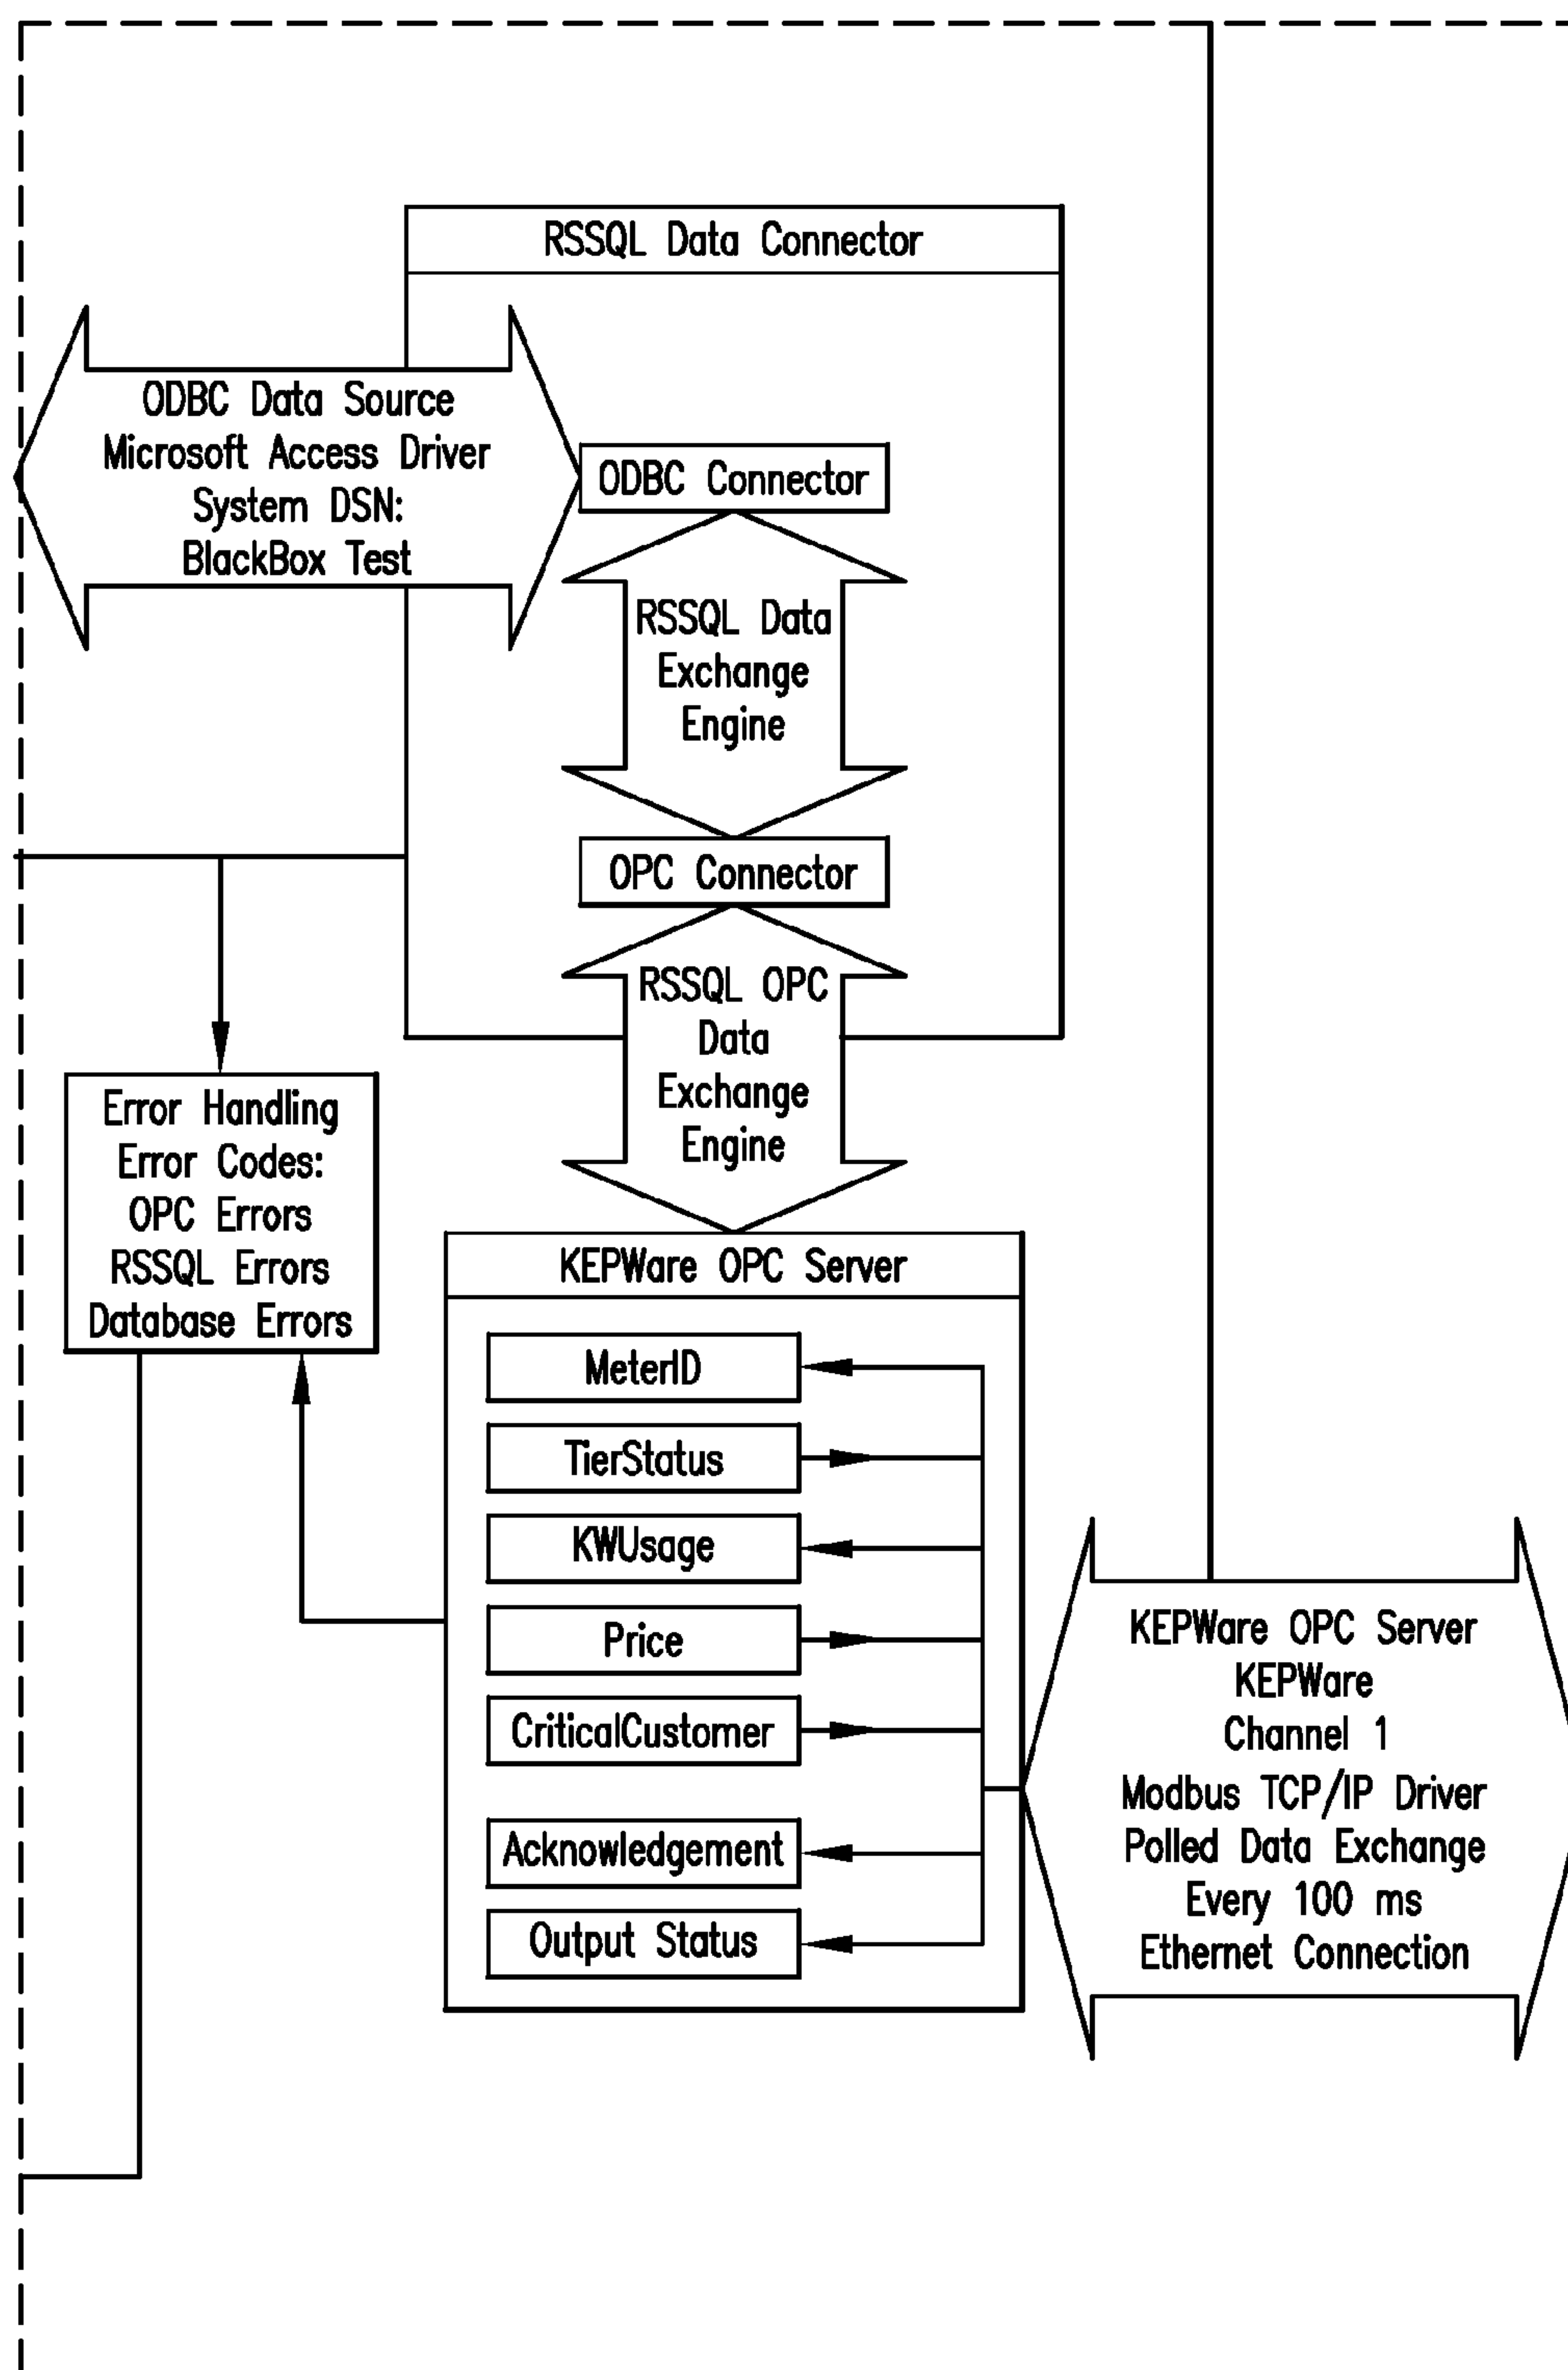 RSSQL Data Connector
ODBC Data Source
Microsoft Access Driver
System DSN:
BlackBox Test
ODBC Connector
RSSQL Data
Exchange
Engine
OPC Connector
RSSQL OPC
Data
Exchange
Engine
Error Handling
Error Codes:
OPC Errors
RSSQL Errors
Database Errors
KEPWare OPC Server
MeterID
TierStatus
KWUsage
Price
CriticalCustomer
Acknowledgement
Output Status
KEPWare OPC Server
KEPWare
Channel 1
Modbus TCP/IP Driver
Polled Data Exchange
Every 100 ms
Ethernet Connection